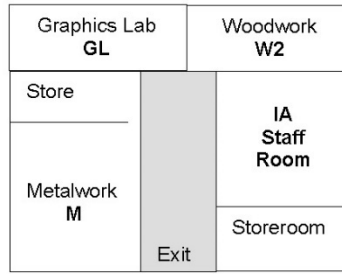 Graphics Lab
GL
Woodwork
W2
Store
IA
Staff
Room
Metalwork
M
Storeroom
Exit